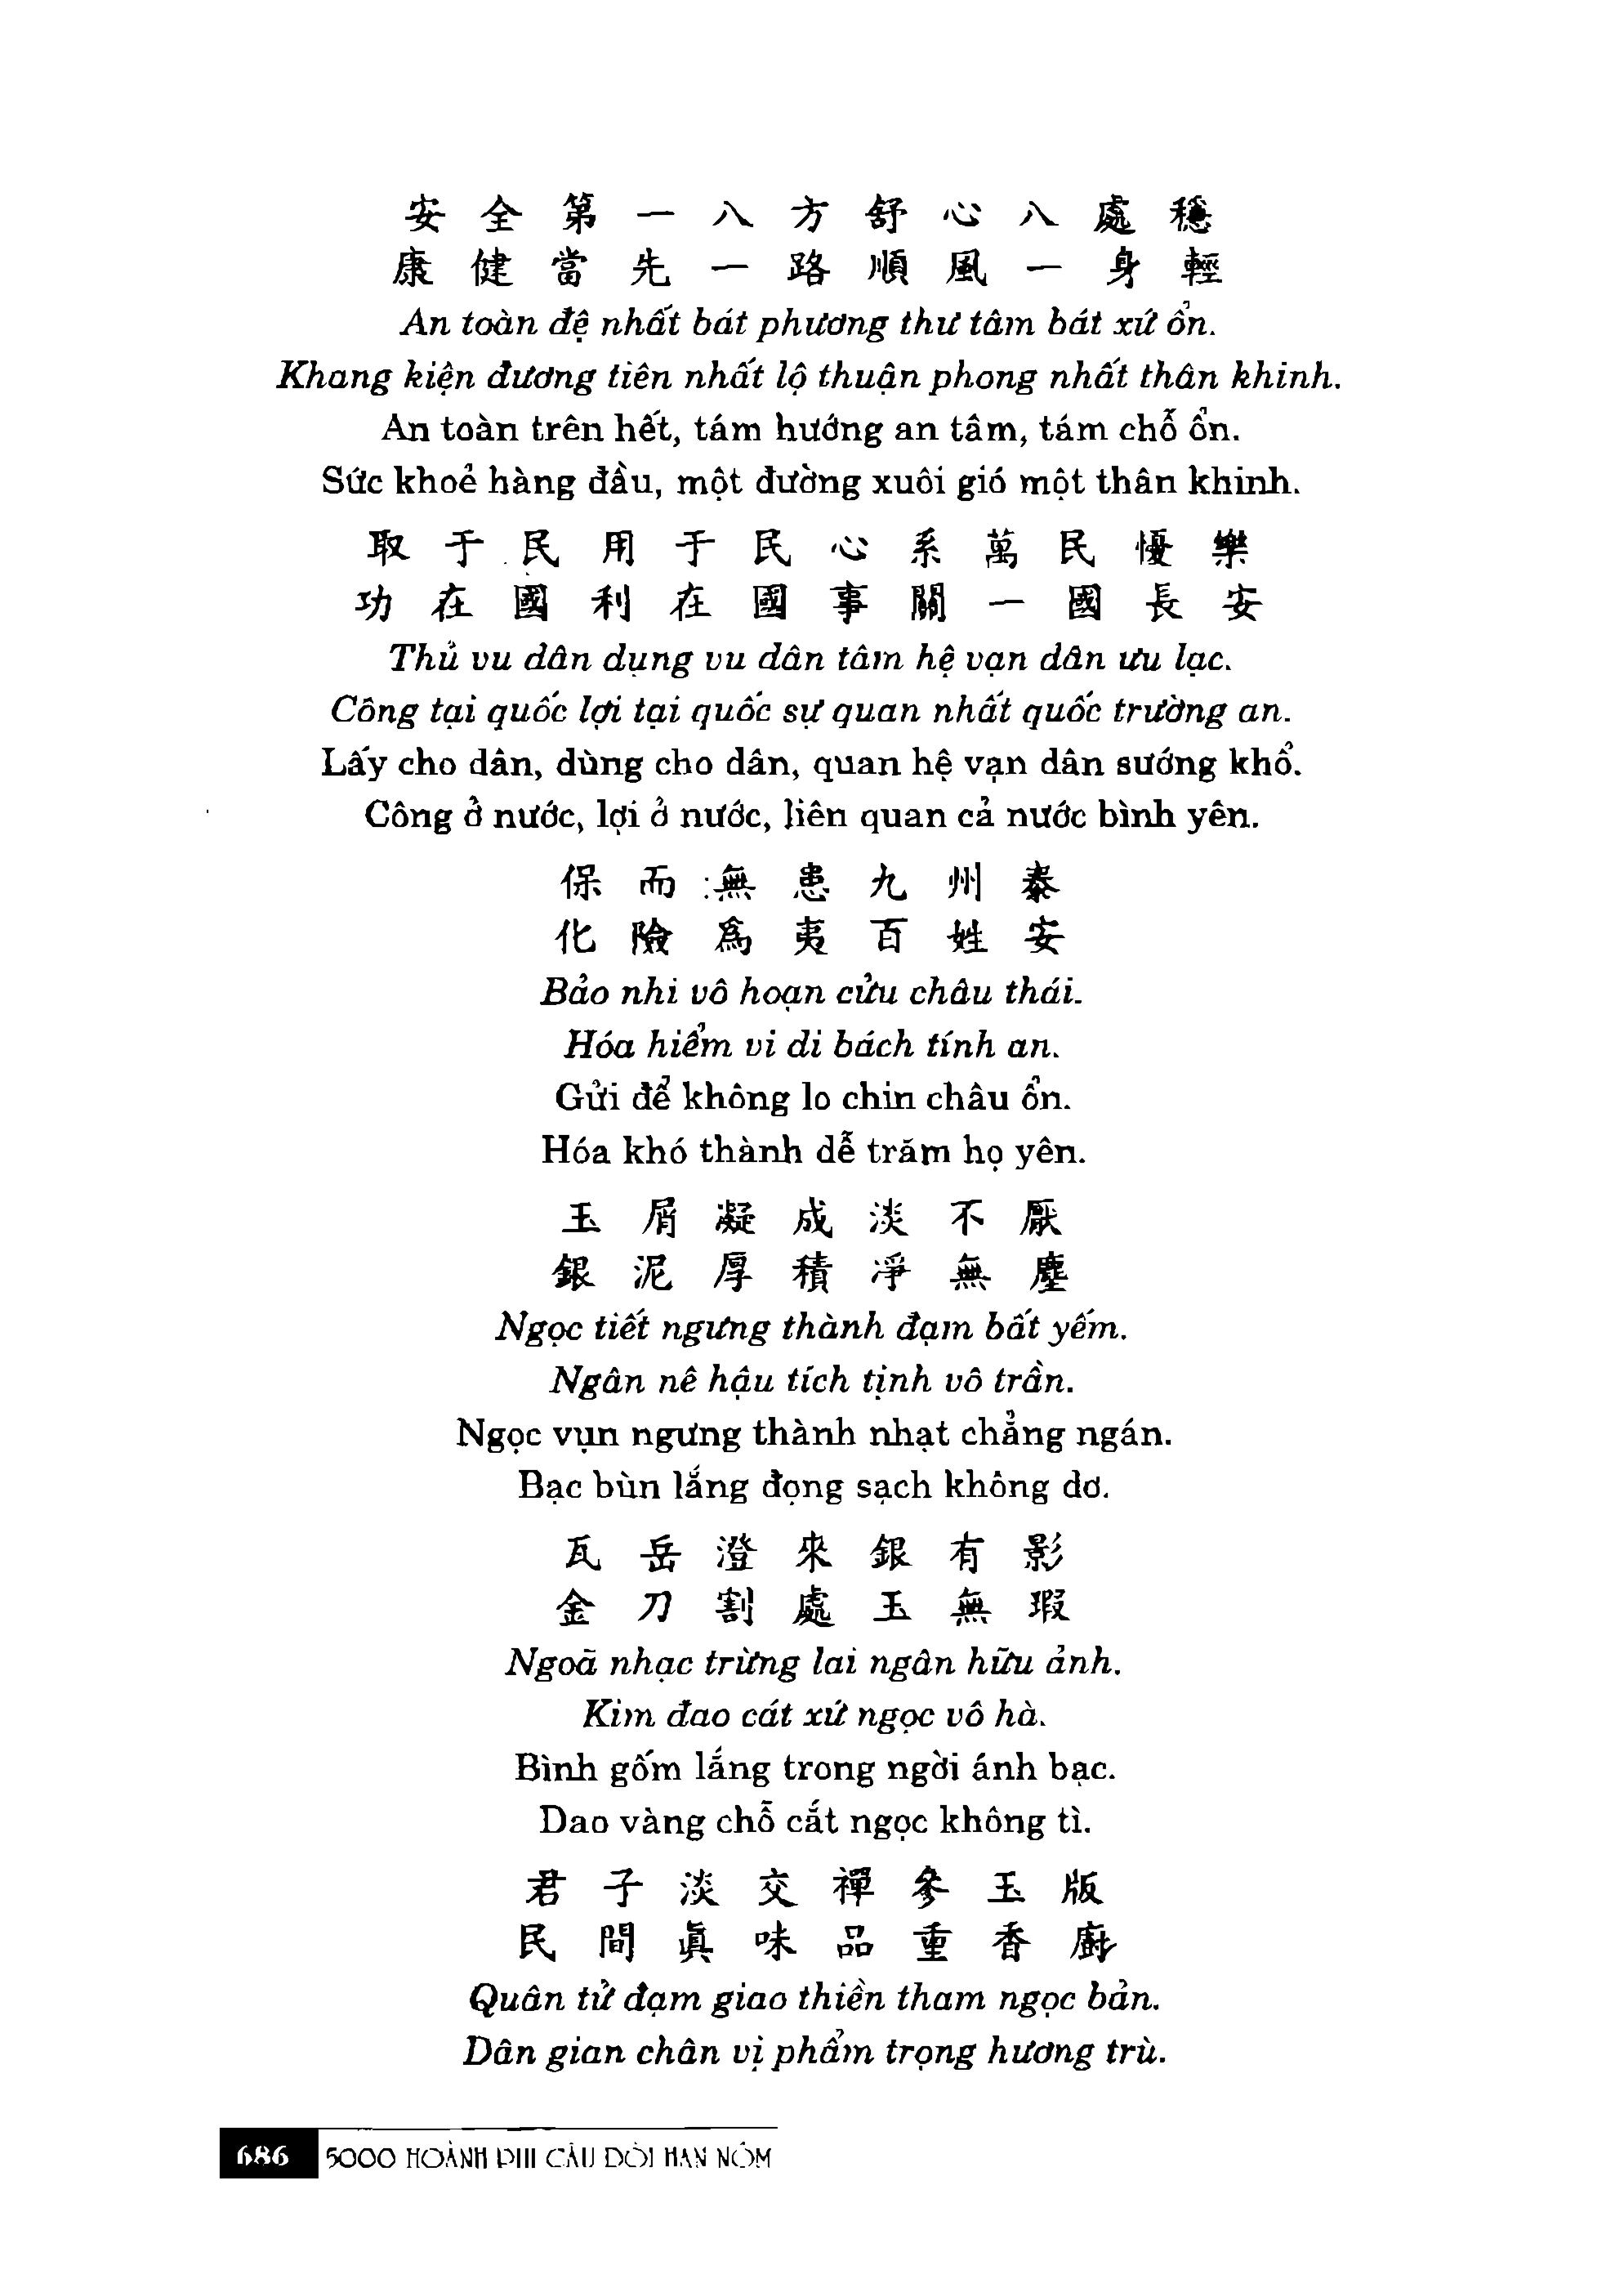 安全第一八方舒心八處穩
康健當先一路順風一身輕
An toàn đệ nhất bát phương thư tâm bát xứ ổn.
Khang kiện đương tiên nhất lộ thuận phong nhất thân khinh.
An toàn trên hết, tám hướng an tâm, tám chỗ ổn.
Sức khoẻ hàng đầu, một đường xuôi gió một thân khinh.
取于民用于民心系萬民憂樂
功在國利在國事關一國長安
Thủ vu dân dụng vu dân tâm hệ vạn dân ưu lạc.
Công tại quốc lợi tại quốc sự quan nhất quốc trường an.
Lấy cho dân, dùng cho dân, quan hệ vạn dân sướng khổ.
Công ở nước, lợi ở nước, liên quan cả nước bình yên.
保而無患九州泰
化險爲夷百姓安
Bảo nhi vô hoạn cửu châu thái.
Hóa hiểm vi di bách tính an.
Gửi để không lo chin châu ổn.
Hóa khó thành dễ trăm họ yên.
玉屑凝成淡不厭
銀泥厚積凈無塵
Ngọc tiết ngưng thành đạm bất yếm.
Ngân nê hậu tích tịnh vô trần.
Ngọc vụn ngưng thành nhạt chẳng ngán.
Bạc bùn lắng đọng sạch không dơ.
瓦岳澄來銀有影
金刀割處玉無瑕
Ngoã nhạc trừng lai ngân hữu ảnh.
Kim đao cát xứ ngọc vô hà.
Bình gốm lắng trong ngời ánh bạc.
Dao vàng chỗ cắt ngọc không tì.
君子淡交禪參玉版
民間眞味品重香廚
Quân tử đạm giao thiền tham ngọc bản.
Dân gian chân vị phẩm trọng hương trù.
686 5000 HOÀNH PHI CÂU ĐỐI HÁN NÔM